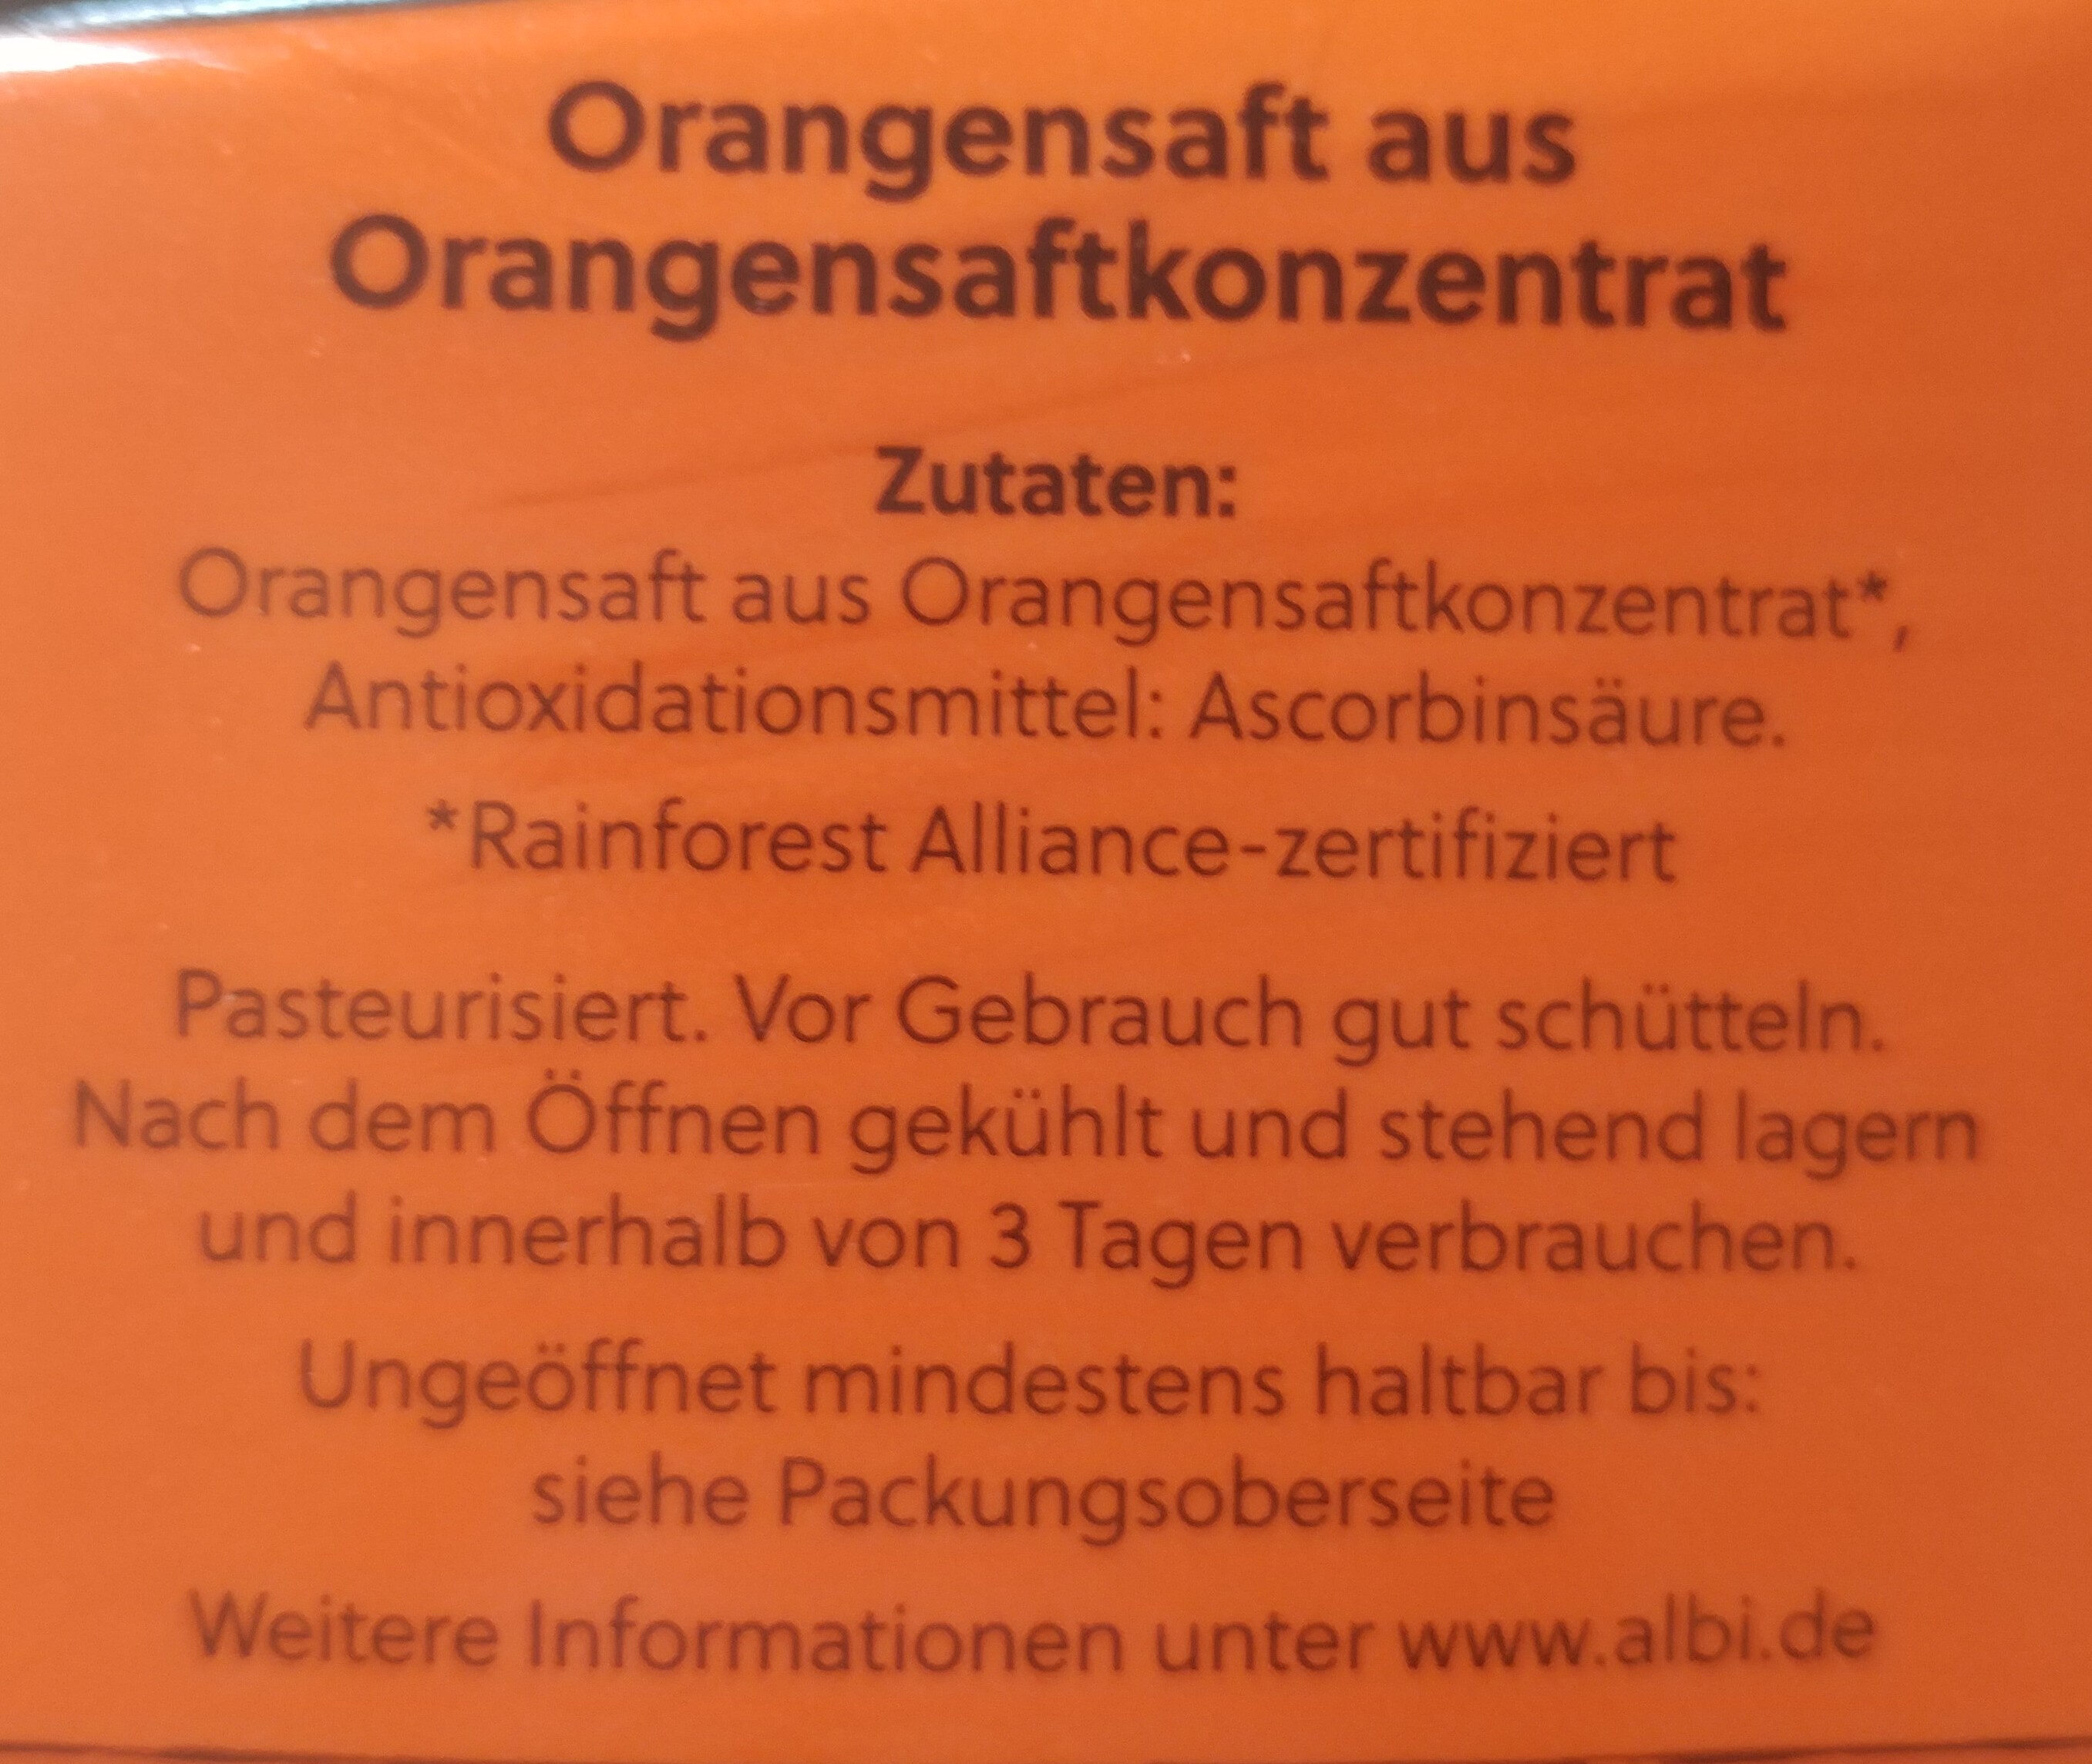 Orangensaft aus
Orangensaftkonzentrat
Zutaten:
Orangensaft aus Orangensaftkonzentrat*,
Antioxidationsmittel: Ascorbinsäure.
*Rainforest Alliance-zertifiziert
Pasteurisiert. Vor Gebrauch gut schütteln.
Nach dem Öffnen gekühlt und stehend lagern
und innerhalb von 3 Tagen verbrauchen.
Ungeöffnet mindestens haltbar bis:
siehe Packungsoberseite
Weitere Informationen unter www.albi.de